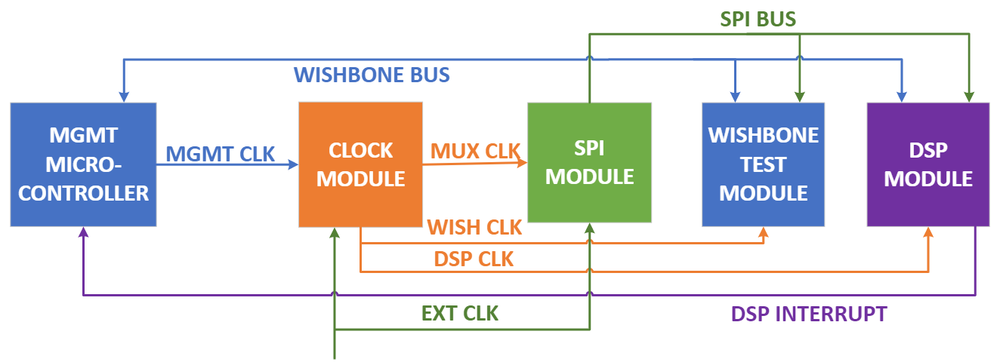 SPI BUS
WISHBONE BUS
MGMT
MICRO-
CONTROLLER
MGMT CLK
CLOCK
MODULE
MUX CLK
SPI
MODULE
WISHBONE
TEST
MODULE
DSP
MODULE
WISH CLK
DSP CLK
EXT CLK
DSP INTERRUPT